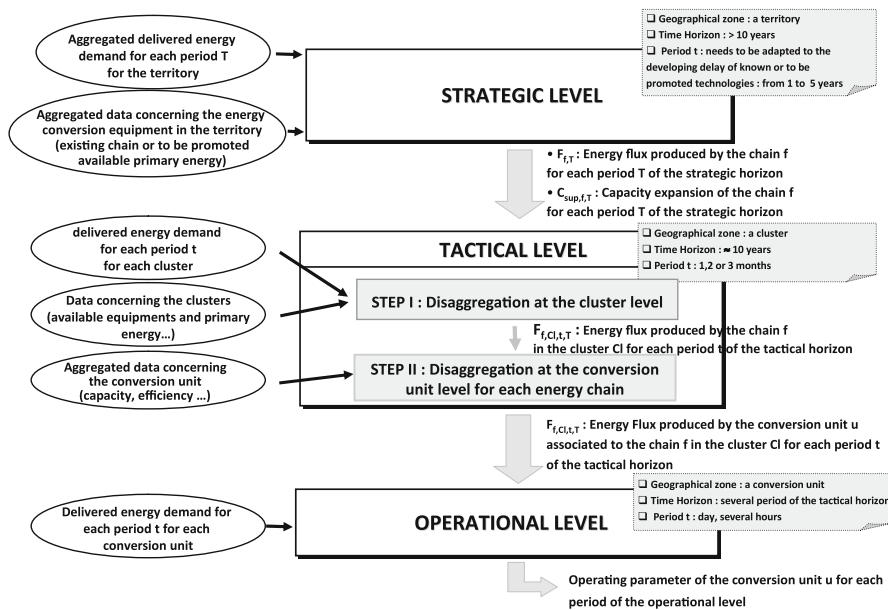 Aggregated delivered energy
demand for each period T
for the territory
Aggregated data concerning the energy
conversion equipment in the territory
(existing chain or to be promoted
available primary energy)
STRATEGIC LEVEL
❑ Geographical zone : a territory
❑ Time Horizon : > 10 years
❑ Period t : needs to be adapted to the
developing delay of known or to be
promoted technologies : from 1 to 5 years
• F_f,T : Energy flux produced by the chain f
for each period T of the strategic horizon
• C_sup,f,T : Capacity expansion of the chain f
for each period T of the strategic horizon
delivered energy demand
for each period t
for each cluster
Data concerning the clusters
(available equipments and primary
energy...)
Aggregated data concerning
the conversion unit
(capacity, efficiency ...)
TACTICAL LEVEL
❑ Geographical zone : a cluster
❑ Time Horizon : ≈ 10 years
❑ Period t : 1,2 or 3 months
STEP I : Disaggregation at the cluster level
F_f,Cl,t,T : Energy flux produced by the chain f
in the cluster Cl for each period t of the tactical horizon
STEP II : Disaggregation at the conversion
unit level for each energy chain
F_f,Cl,t,T : Energy Flux produced by the conversion unit u
associated to the chain f in the cluster Cl for each period t
of the tactical horizon
Delivered energy demand for
each period t for each
conversion unit
OPERATIONAL LEVEL
❑ Geographical zone : a conversion unit
❑ Time Horizon : several period of the tactical horizon
❑ Period t : day, several hours
Operating parameter of the conversion unit u for each
period of the operational level